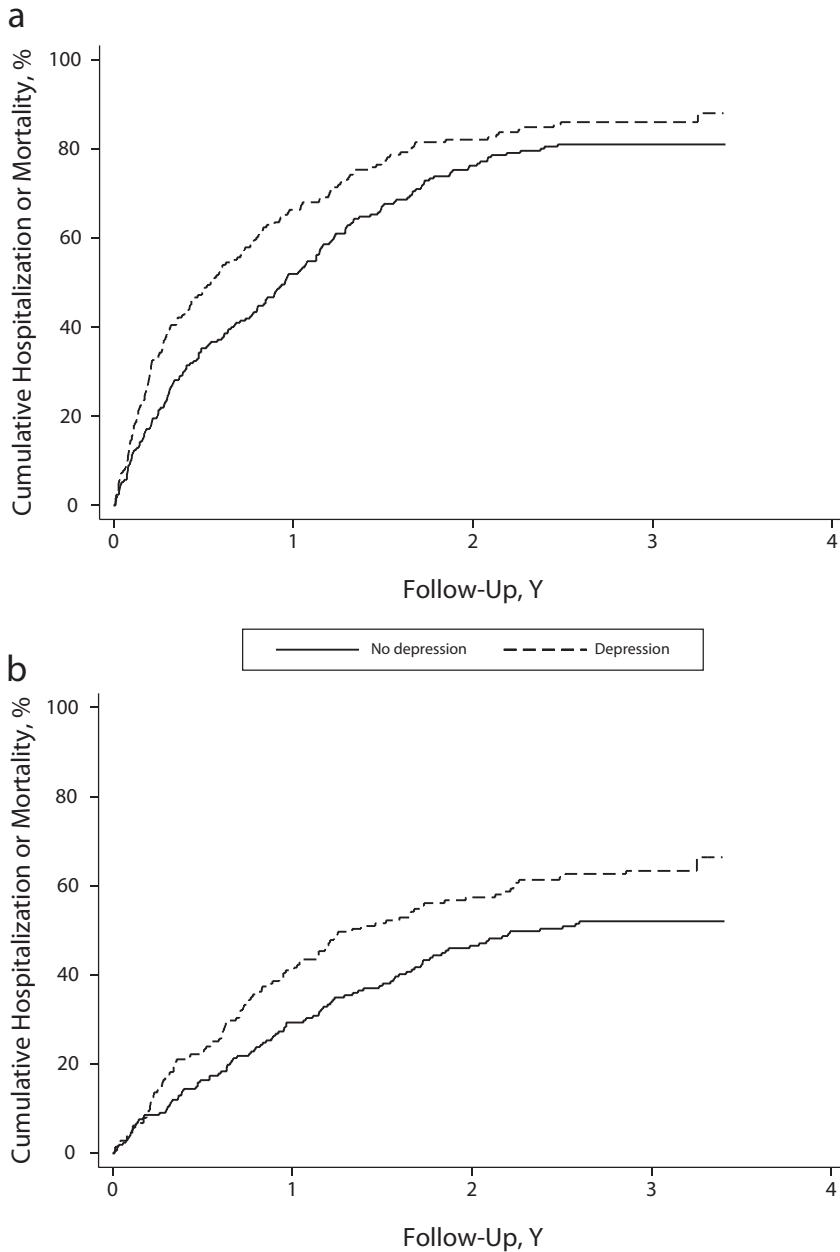 a
Cumulative Hospitalization or Mortality, %
100
80
60
40
20
0
0 1 2 3 4
Follow-Up, Y
No depression Depression
b
Cumulative Hospitalization or Mortality, %
100
80
60
40
20
0
0 1 2 3 4
Follow-Up, Y